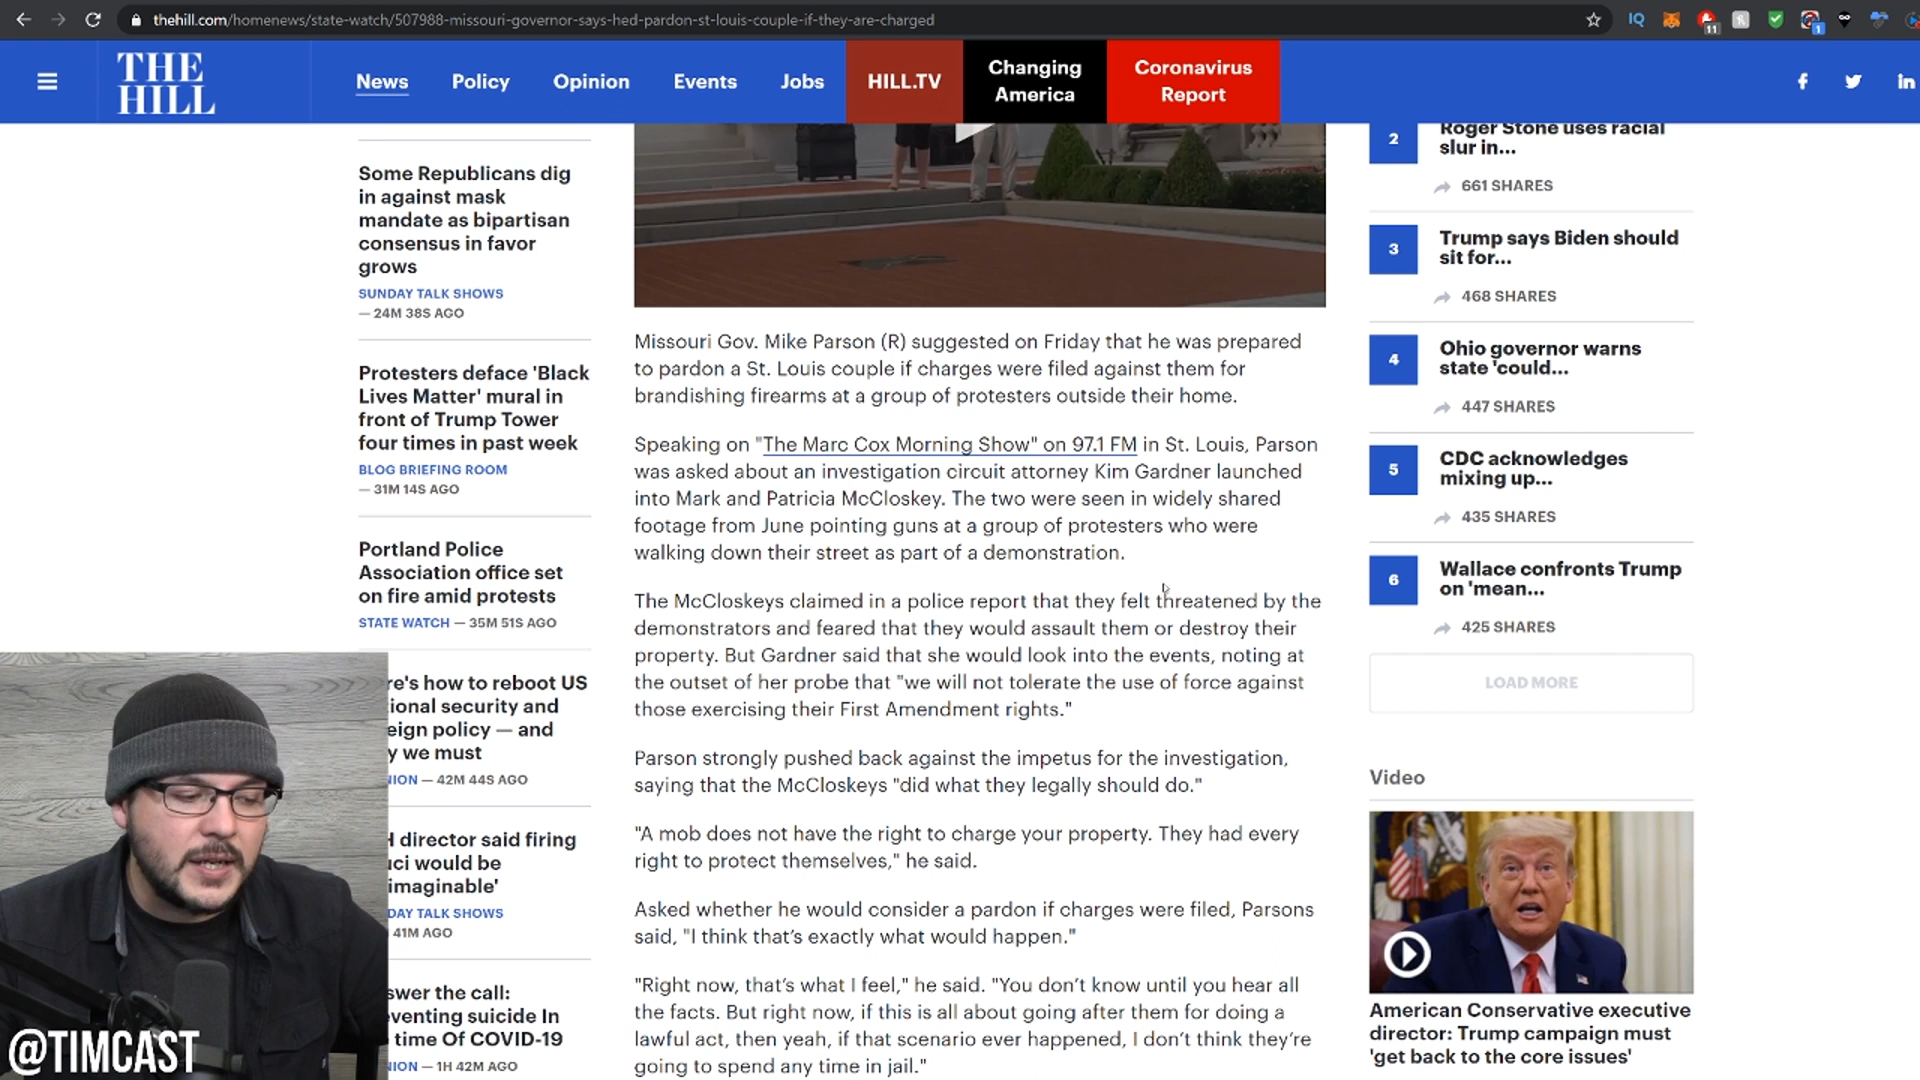 thehill.com/homenews/state-watch/507988-missouri-governor-says-hed-pardon-st-louis-couple-if-they-are-charged
IQ
11
1
THE
HILL
News
Policy
Opinion
Events
Jobs
HILL.TV
Changing
America
Coronavirus
Report
Some Republicans dig
in against mask
mandate as bipartisan
consensus in favor
grows
SUNDAY TALK SHOWS
— 24M 38S AGO
Protesters deface 'Black
Lives Matter' mural in
front of Trump Tower
four times in past week
BLOG BRIEFING ROOM
— 31M 14S AGO
Portland Police
Association office set
on fire amid protests
STATE WATCH — 35M 51S AGO
re's how to reboot US
ional security and
eign policy — and
y we must
NION — 42M 44S AGO
H director said firing
uci would be
imaginable'
DAY TALK SHOWS
41M AGO
swer the call:
eventing suicide In
time Of COVID-19
NION — 1H 42M AGO
@TIMCAST
Missouri Gov. Mike Parson (R) suggested on Friday that he was prepared
to pardon a St. Louis couple if charges were filed against them for
brandishing firearms at a group of protesters outside their home.
Speaking on "The Marc Cox Morning Show" on 97.1 FM in St. Louis, Parson
was asked about an investigation circuit attorney Kim Gardner launched
into Mark and Patricia McCloskey. The two were seen in widely shared
footage from June pointing guns at a group of protesters who were
walking down their street as part of a demonstration.
The McCloskeys claimed in a police report that they felt threatened by the
demonstrators and feared that they would assault them or destroy their
property. But Gardner said that she would look into the events, noting at
the outset of her probe that "we will not tolerate the use of force against
those exercising their First Amendment rights."
Parson strongly pushed back against the impetus for the investigation,
saying that the McCloskeys "did what they legally should do."
"A mob does not have the right to charge your property. They had every
right to protect themselves," he said.
Asked whether he would consider a pardon if charges were filed, Parsons
said, "I think that's exactly what would happen."
"Right now, that's what I feel," he said. "You don't know until you hear all
the facts. But right now, if this is all about going after them for doing a
lawful act, then yeah, if that scenario ever happened, I don't think they're
going to spend any time in jail."
2
Roger Stone uses racial
slur in...
661 SHARES
3
Trump says Biden should
sit for...
468 SHARES
4
Ohio governor warns
state 'could...
447 SHARES
5
CDC acknowledges
mixing up...
435 SHARES
6
Wallace confronts Trump
on 'mean...
425 SHARES
LOAD MORE
Video
American Conservative executive
director: Trump campaign must
'get back to the core issues'